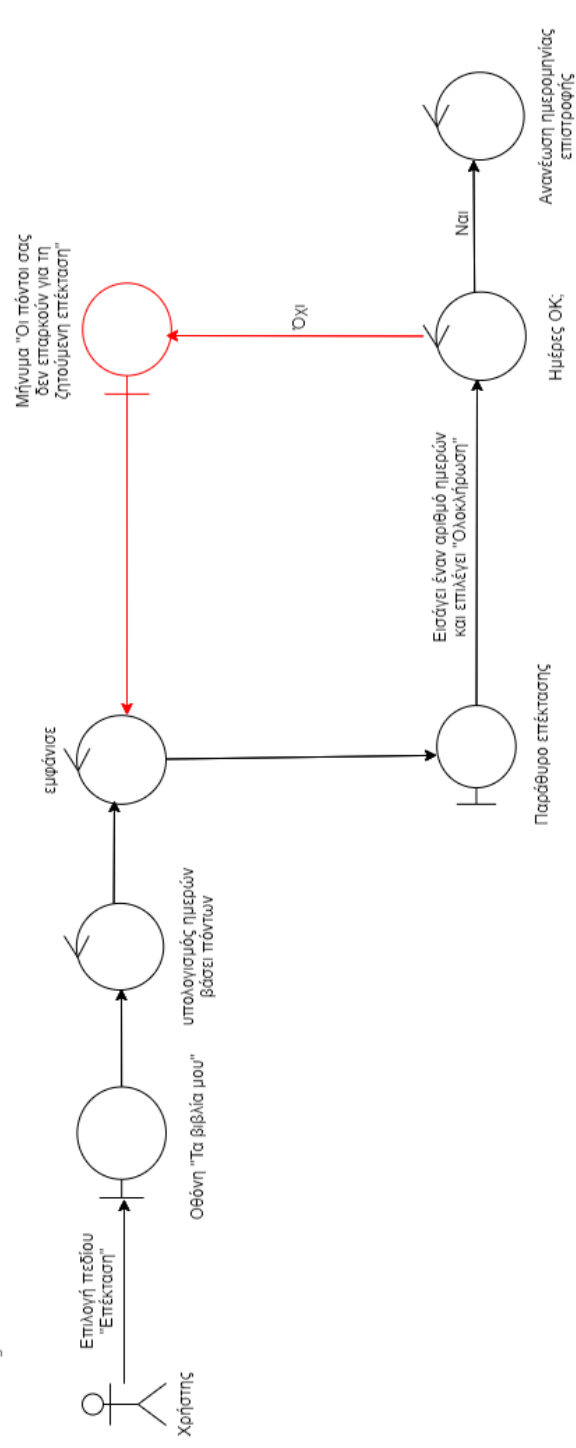 Χρήστης
Επιλογή πεδίου
"Επέκταση"
Οθόνη "Τα βιβλία μου"
υπολογισμός ημερών
βάσει πόντων
εμφάνισε
Παράθυρο επέκτασης
Εισάγει έναν αριθμό ημερών
και επιλέγει "Ολοκλήρωση"
Ημέρες ΟΚ;
Όχι
Μήνυμα "Οι πόντοι σας
δεν επαρκούν για τη
ζητούμενη επέκταση"
Ναι
Ανανέωση ημερομηνίας
επιστροφής